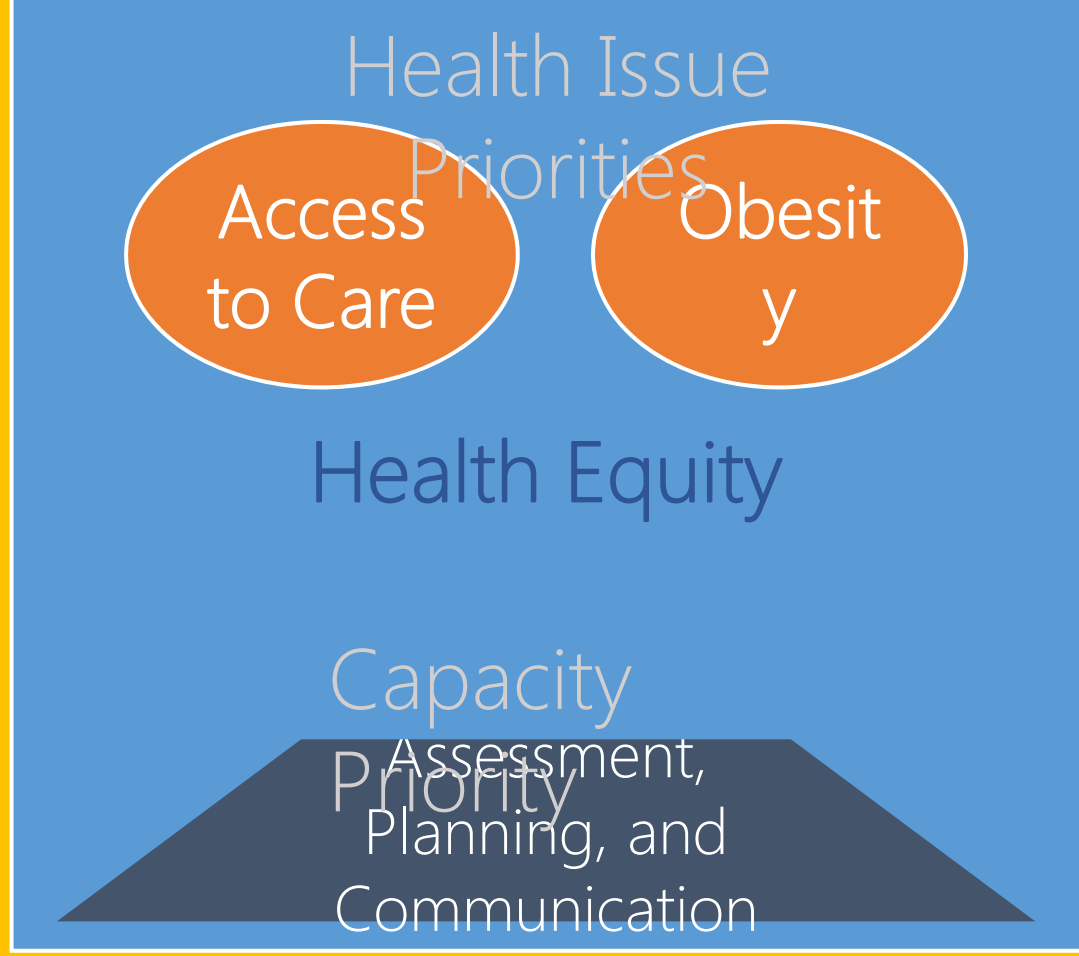 Health Issue
Priorities
Access
to Care
Obesit
y
Health Equity
Capacity
Priority
Assessment,
Planning, and
Communication